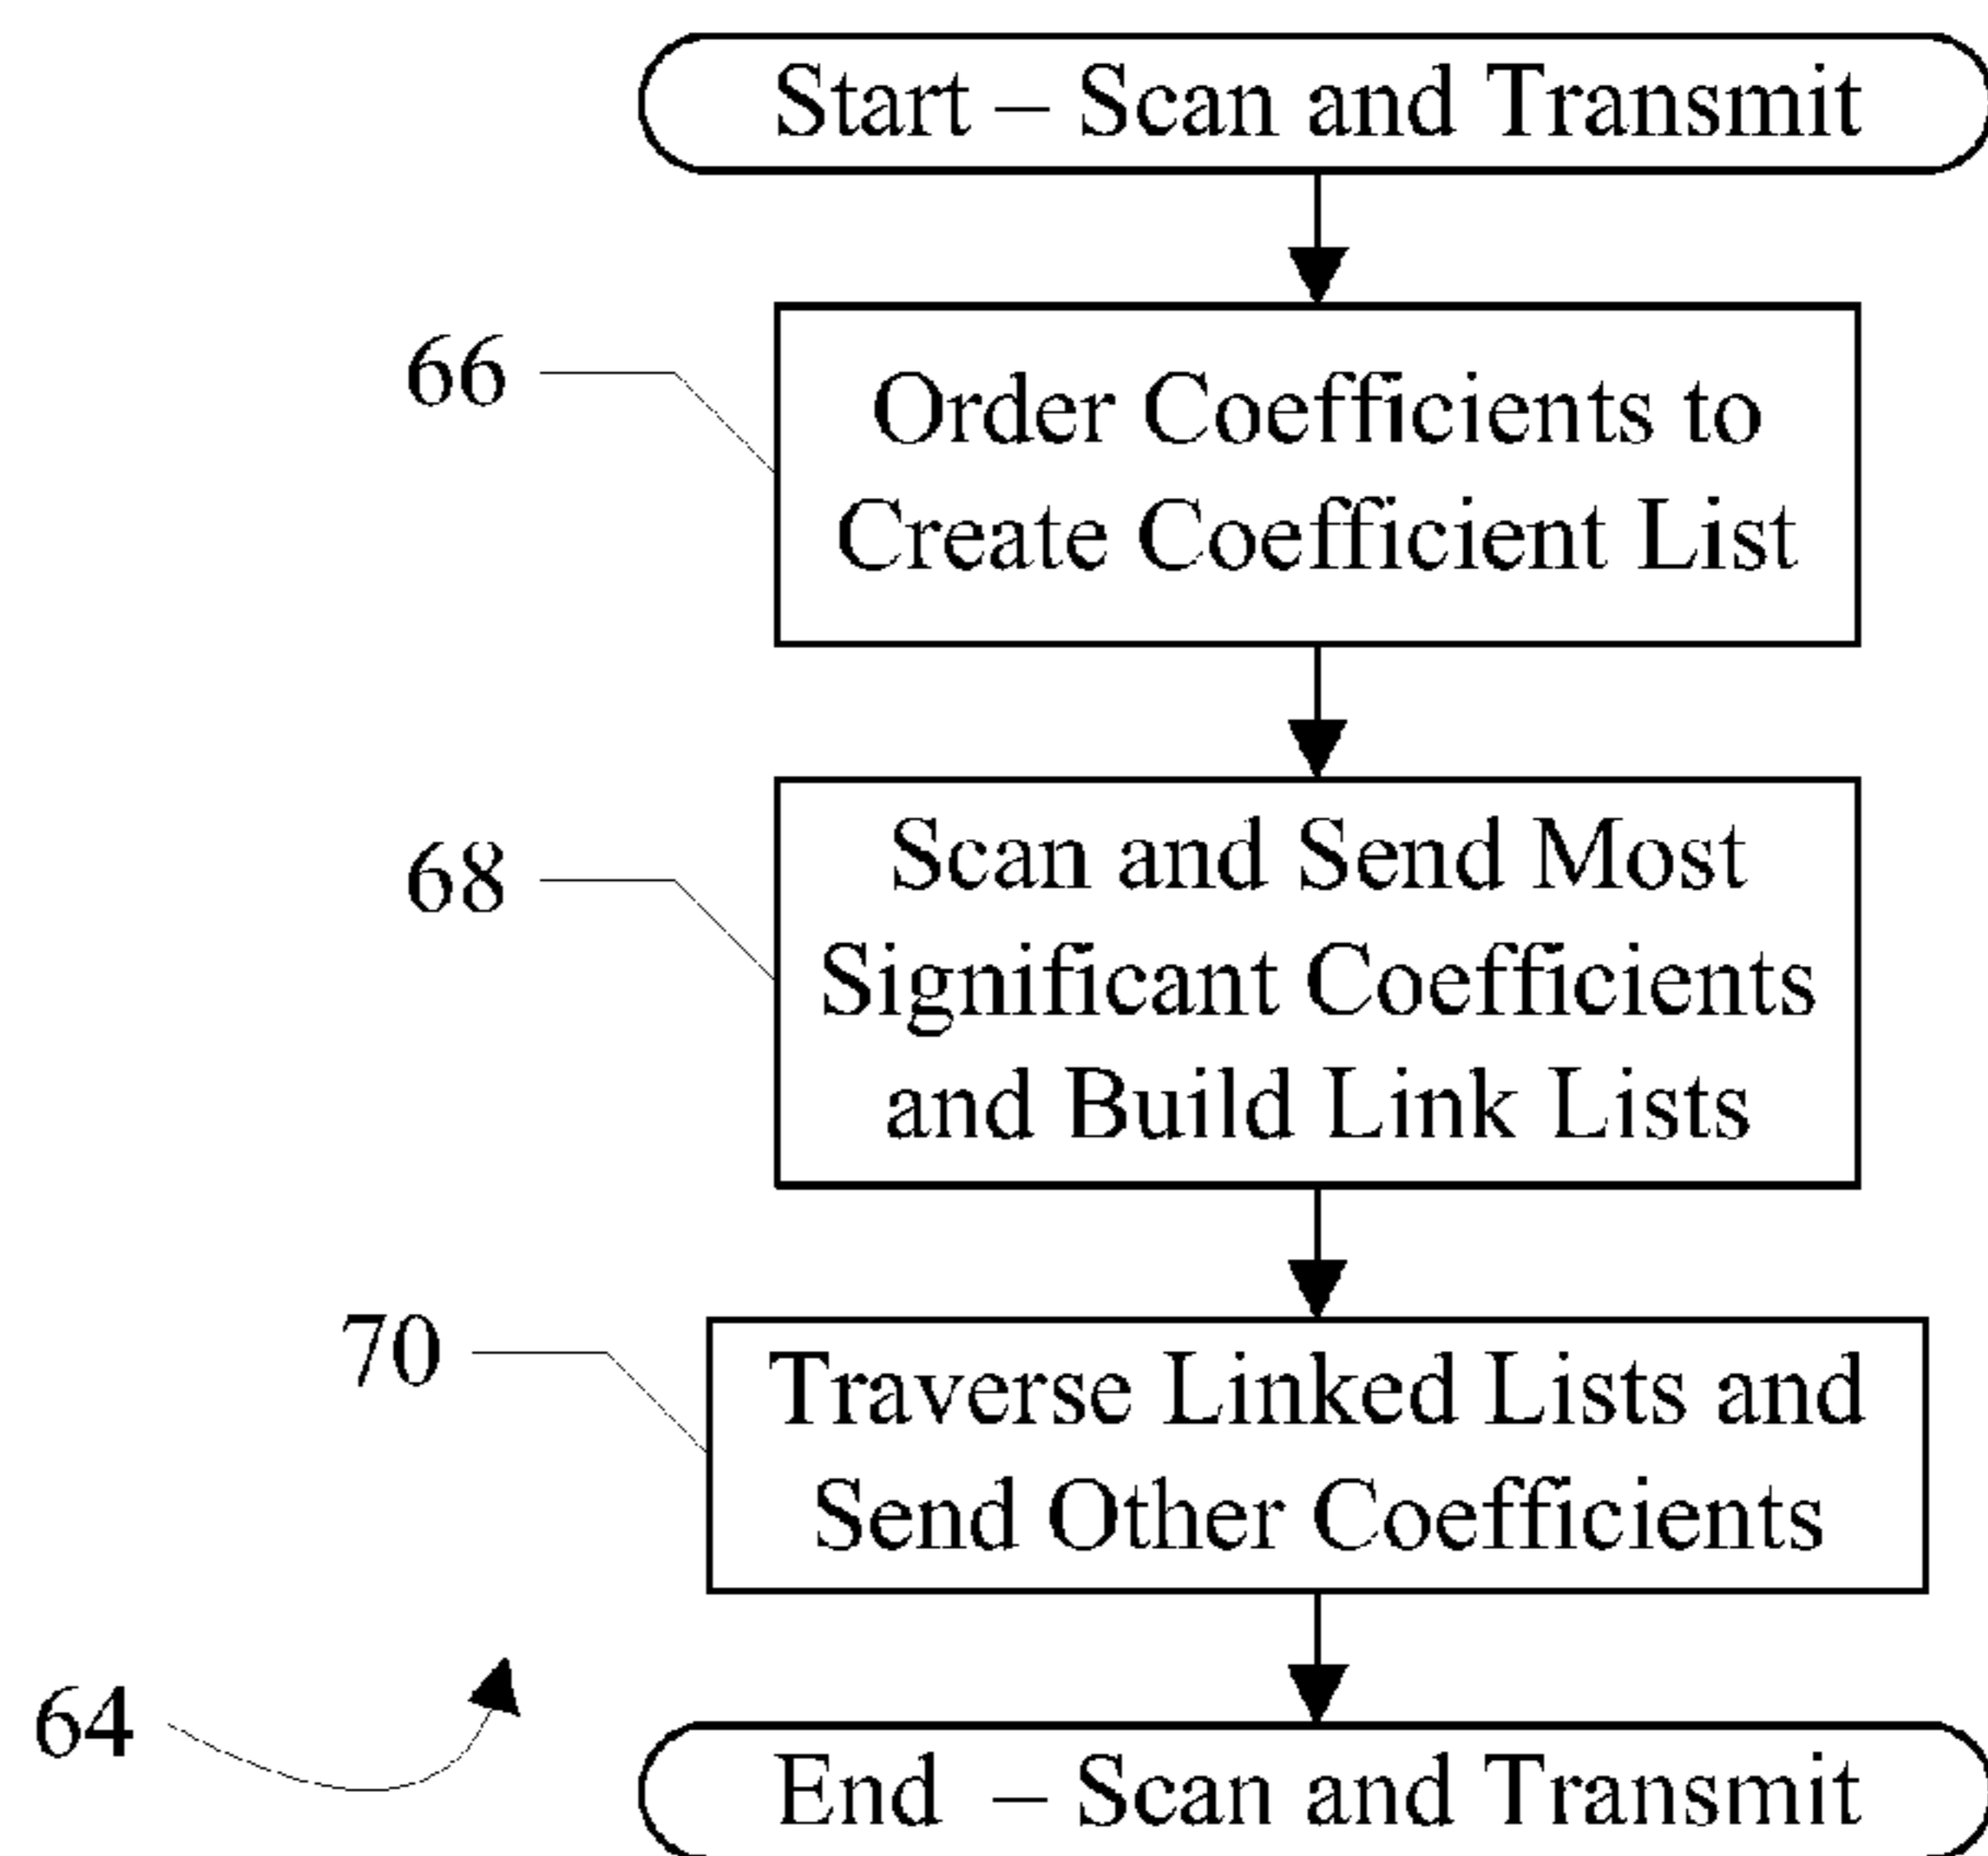 Start – Scan and Transmit
66
Order Coefficients to
Create Coefficient List
68
Scan and Send Most
Significant Coefficients
and Build Link Lists
70
Traverse Linked Lists and
Send Other Coefficients
64
End – Scan and Transmit